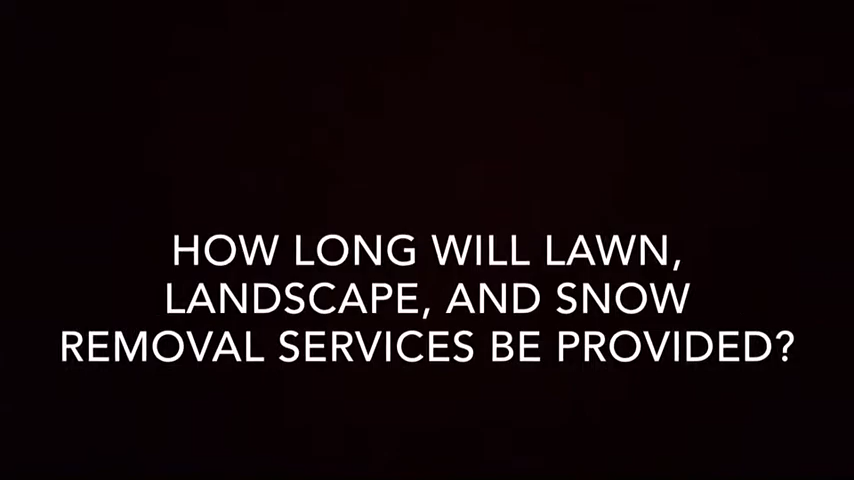 HOW LONG WILL LAWN,
LANDSCAPE, AND SNOW
REMOVAL SERVICES BE PROVIDED?